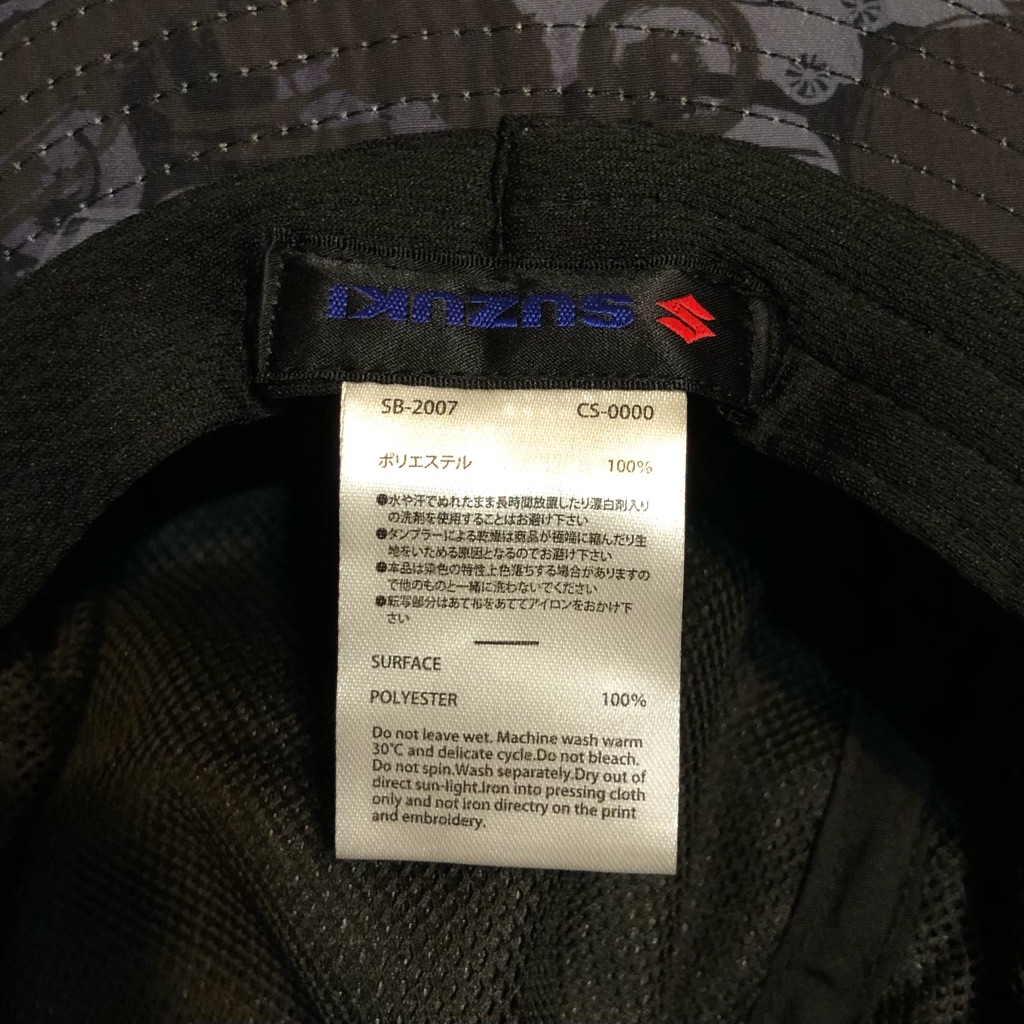 SUZUKI
SB-2007 CS-0000
ポリエステル 100%
●水や汗でぬれたまま長時間放置したり漂白剤入り
の洗剤を使用することはお避け下さい
●タンブラーによる乾燥は商品が極端に縮んだり生
地をいためる原因となるのでお避け下さい
●本品は染色の特性上色落ちする場合がありますの
で他のものと一緒に洗わないでください
●転写部分はあて布をあててアイロンをおかけ下
さい
SURFACE
POLYESTER 100%
Do not leave wet. Machine wash warm
30℃ and delicate cycle.Do not bleach.
Do not spin.Wash separately.Dry out of
direct sun-light.Iron into pressing cloth
only and not Iron directry on the print
and embroidery.